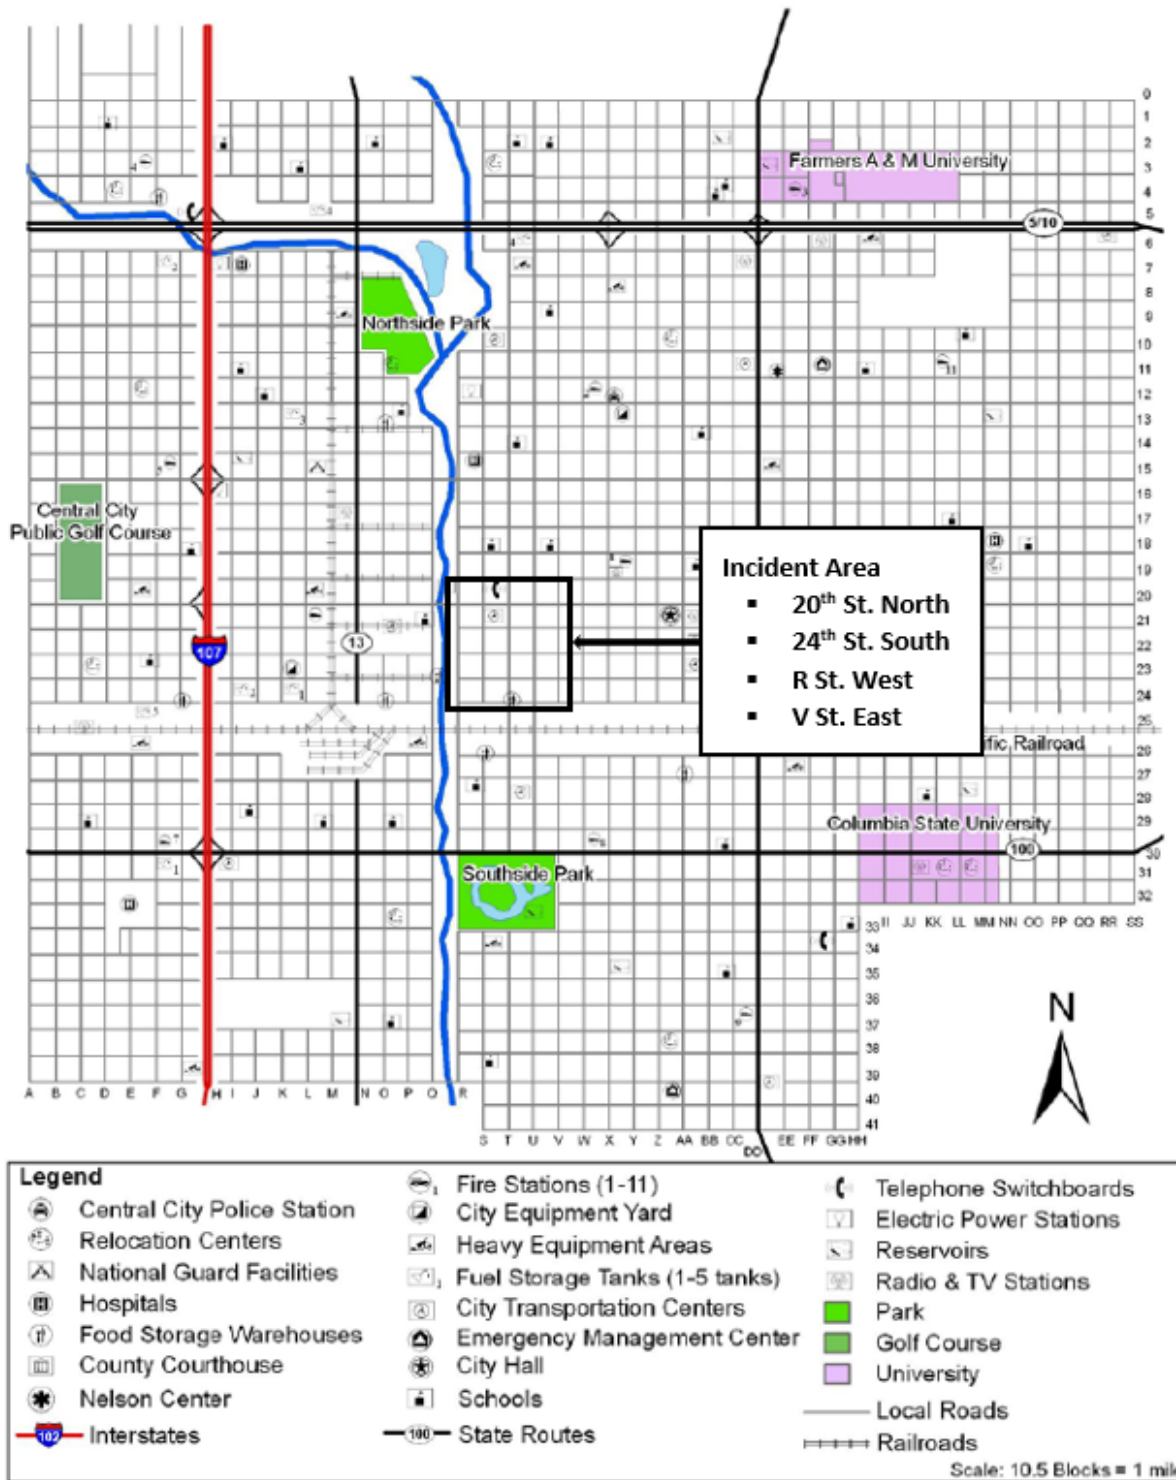 0
1
2
3
Farmers A & M University
4
5
5/10
6
7
8
Northside Park
9
10
11
12
13
14
15
16
Central City
Public Golf Course
17
18
19
20
21
22
23
24
25
26
Incident Area
▪ 20th St. North
▪ 24th St. South
▪ R St. West
▪ V St. East
107
13
ific Railroad
28
29
Columbia State University
100
30
Southside Park
31
32
33 II JJ KK LL MM NN OO PP QQ RR SS
34
35
36
37
38
39
40
41
A B C D E F G H I J K L M N O P Q R
S T U V W X Y Z AA BB CC DD EE FF GG HH
N
Legend
Central City Police Station
Relocation Centers
National Guard Facilities
Hospitals
Food Storage Warehouses
County Courthouse
Nelson Center
102 Interstates
Fire Stations (1-11)
City Equipment Yard
Heavy Equipment Areas
Fuel Storage Tanks (1-5 tanks)
City Transportation Centers
Emergency Management Center
City Hall
Schools
100 State Routes
Telephone Switchboards
Electric Power Stations
Reservoirs
Radio & TV Stations
Park
Golf Course
University
Local Roads
Railroads
Scale: 10.5 Blocks = 1 mile